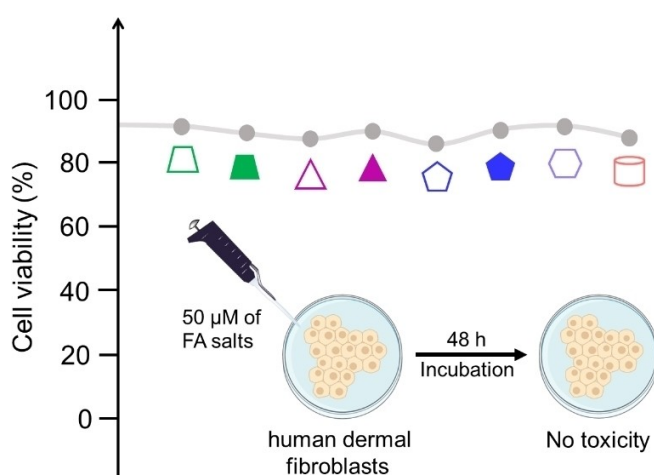 Cell viability (%)
100
80
60
40
20
0
50 µM of
FA salts
48 h
Incubation
human dermal
fibroblasts
No toxicity